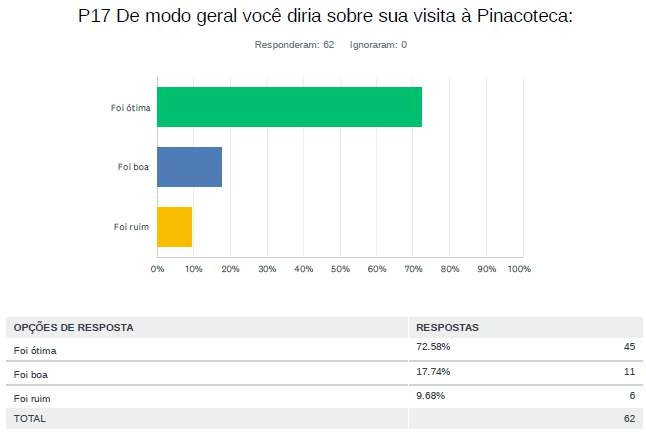 P17 De modo geral você diria sobre sua visita à Pinacoteca:
Responderam: 62 Ignoraram: 0
Foi ótima
Foi boa
Foi ruim
0% 10% 20% 30% 40% 50% 60% 70% 80% 90% 100%
OPÇÕES DE RESPOSTA RESPOSTAS
Foi ótima 72.58% 45
Foi boa 17.74% 11
Foi ruim 9.68% 6
TOTAL 62